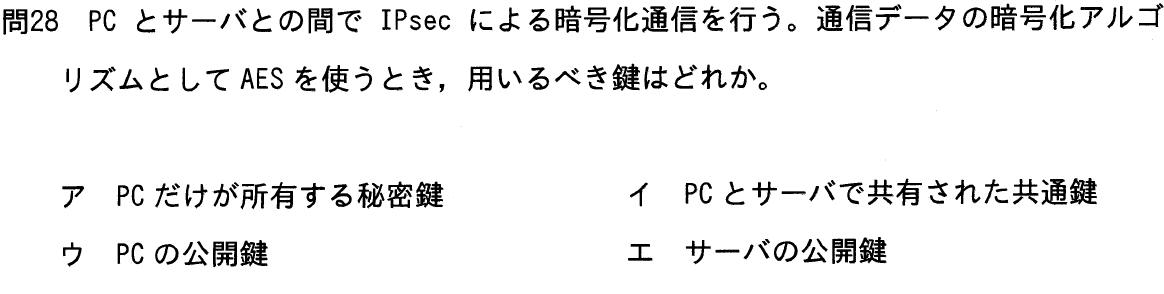 問28 PC とサーバとの間で IPsec による暗号化通信を行う。通信データの暗号化アルゴ
リズムとして AES を使うとき，用いるべき鍵はどれか。
ア PC だけが所有する秘密鍵 イ PC とサーバで共有された共通鍵
ウ PC の公開鍵 エ サーバの公開鍵